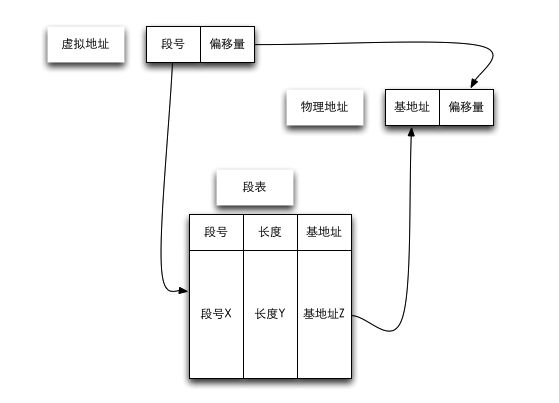 虚拟地址
段号 偏移量
物理地址
基地址 偏移量
段表
段号 长度 基地址
段号X 长度Y 基地址Z